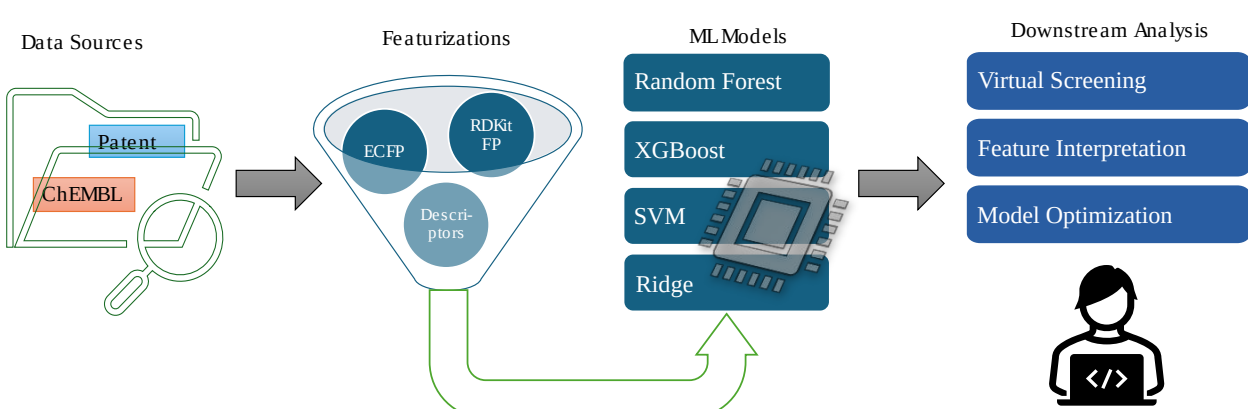 Data Sources
Patent
ChEMBL
Featurizations
ECFP
RDKit
FP
Descri-
ptors
ML Models
Random Forest
XGBoost
SVM
Ridge
Downstream Analysis
Virtual Screening
Feature Interpretation
Model Optimization
</>